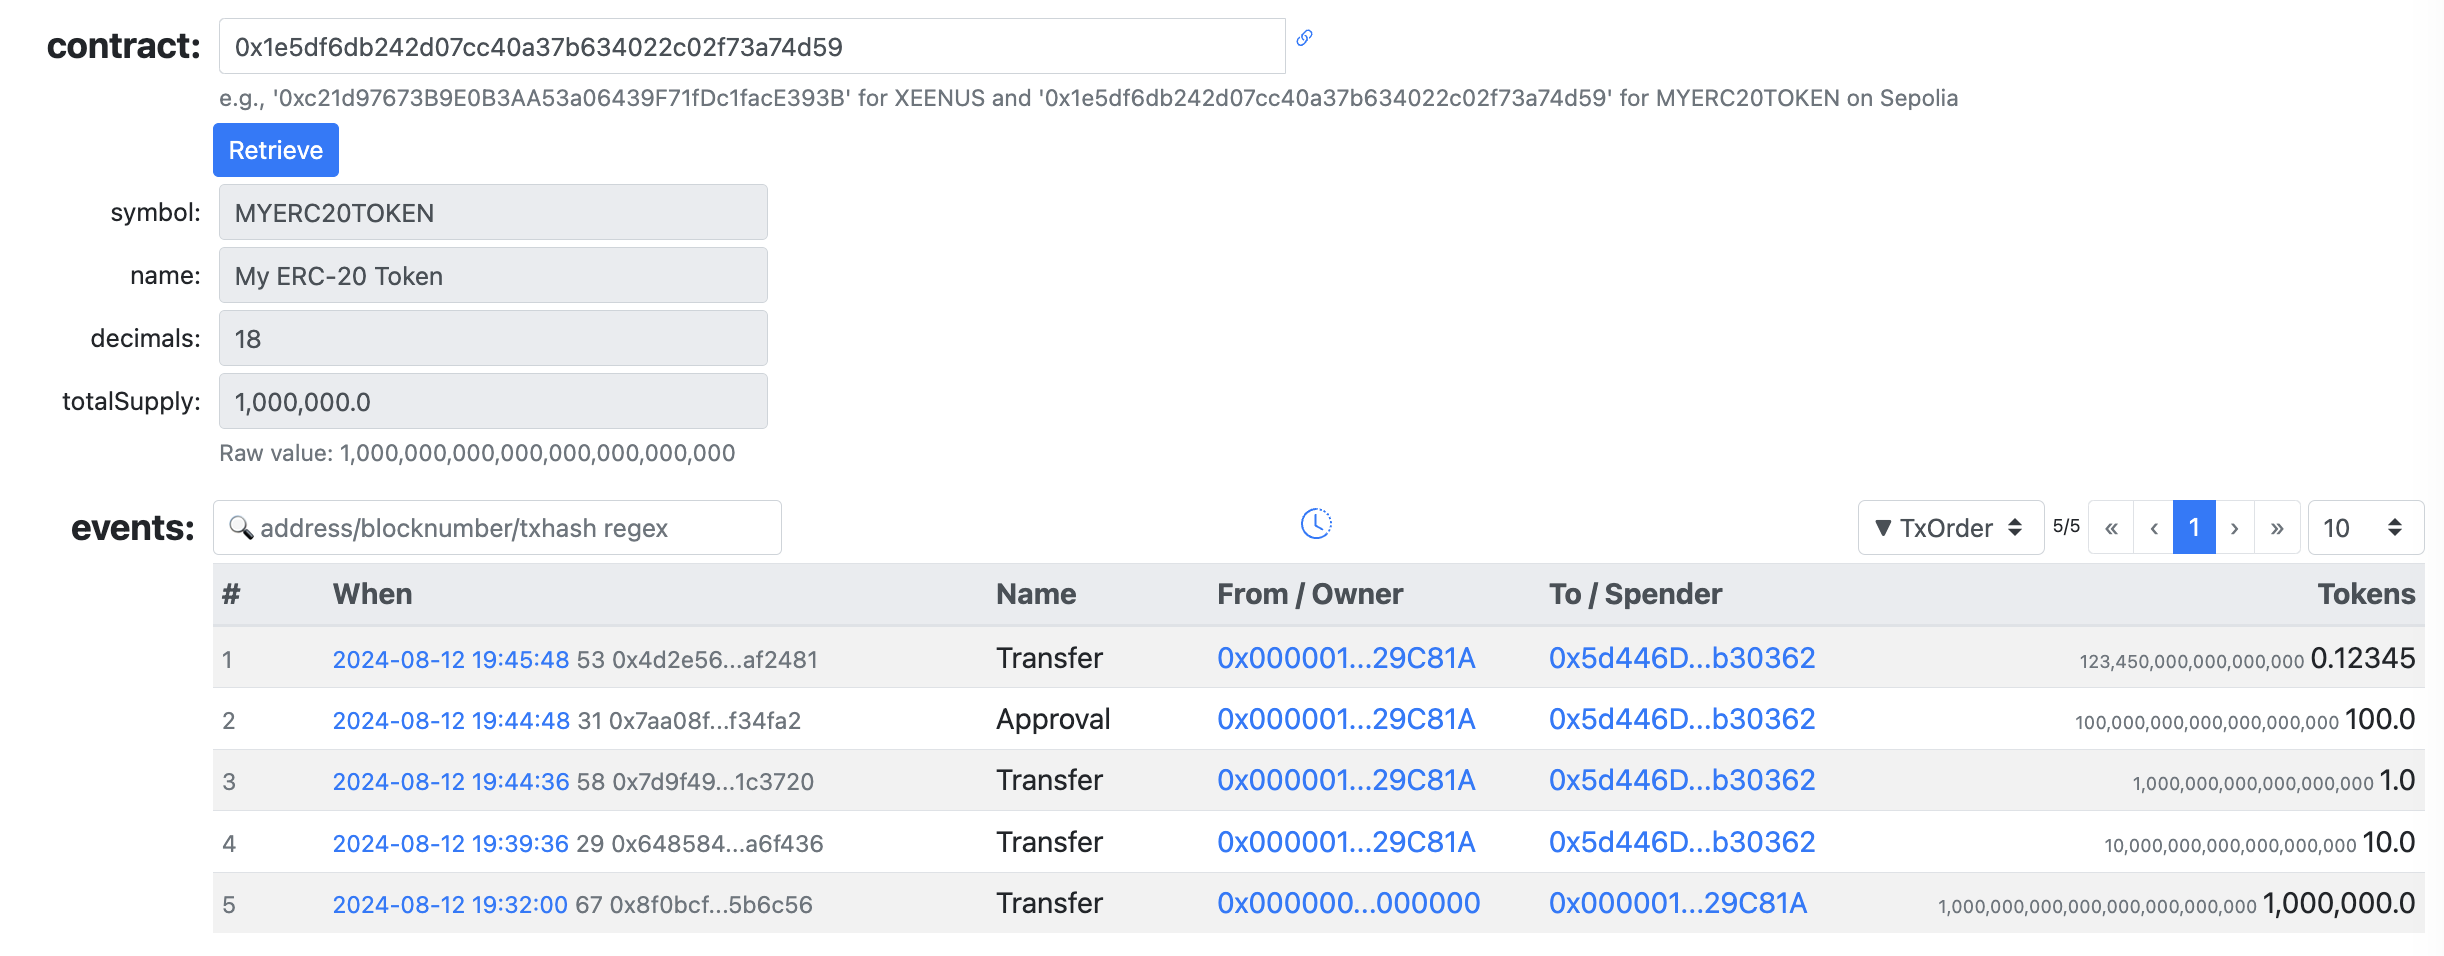 contract: 0x1e5df6db242d07cc40a37b634022c02f73a74d59
e.g., '0xc21d97673B9E0B3AA53a06439F71fDc1facE393B' for XEENUS and '0x1e5df6db242d07cc40a37b634022c02f73a74d59' for MYERC20TOKEN on Sepolia
Retrieve
symbol: MYERC20TOKEN
name: My ERC-20 Token
decimals: 18
totalSupply: 1,000,000.0
Raw value: 1,000,000,000,000,000,000,000,000
events: 🔍 address/blocknumber/txhash regex ▼ TxOrder 5/5 « ‹ 1 › » 10
# When Name From / Owner To / Spender Tokens
1 2024-08-12 19:45:48 53 0x4d2e56...af2481 Transfer 0x000001...29C81A 0x5d446D...b30362 123,450,000,000,000,000 0.12345
2 2024-08-12 19:44:48 31 0x7aa08f...f34fa2 Approval 0x000001...29C81A 0x5d446D...b30362 100,000,000,000,000,000,000 100.0
3 2024-08-12 19:44:36 58 0x7d9f49...1c3720 Transfer 0x000001...29C81A 0x5d446D...b30362 1,000,000,000,000,000,000 1.0
4 2024-08-12 19:39:36 29 0x648584...a6f436 Transfer 0x000001...29C81A 0x5d446D...b30362 10,000,000,000,000,000,000 10.0
5 2024-08-12 19:32:00 67 0x8f0bcf...5b6c56 Transfer 0x000000...000000 0x000001...29C81A 1,000,000,000,000,000,000,000,000 1,000,000.0